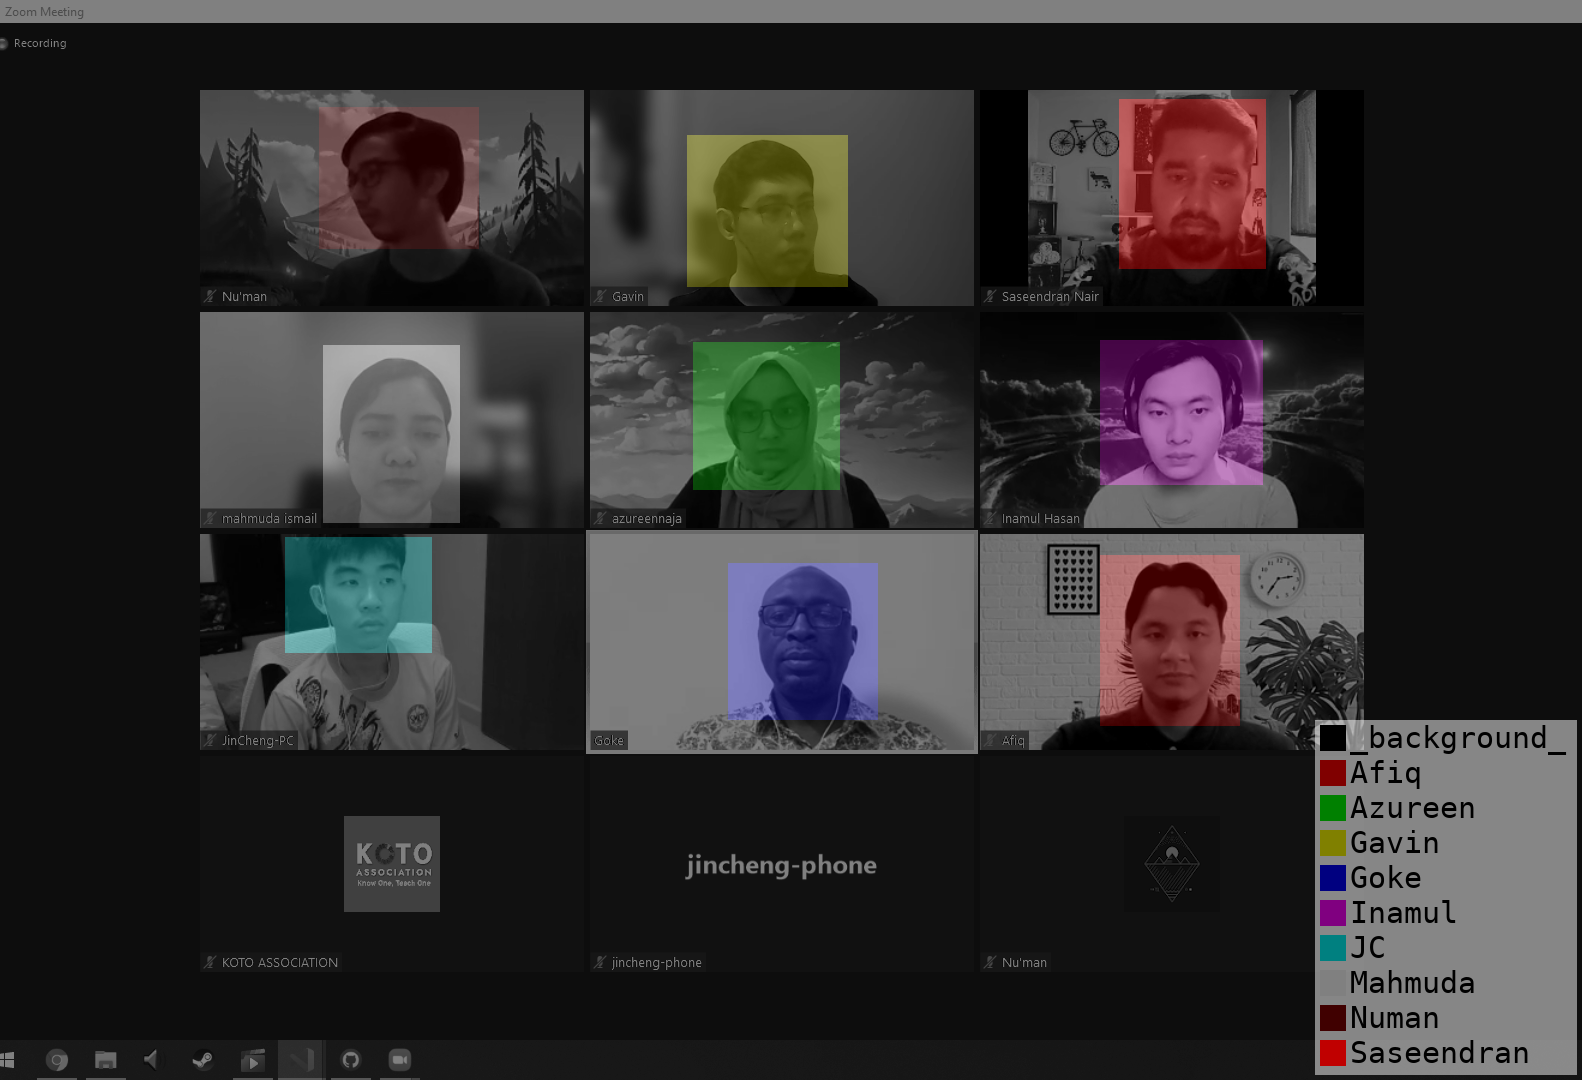 Zoom Meeting
Recording
Nu'man
Gavin
Saseendran Nair
mahmuda ismail
azureennaja
Inamul Hasan
JinCheng-PC
Goke
Afiq
KOTO
ASSOCIATION
Know One, Teach One
jincheng-phone
KOTO ASSOCIATION
jincheng-phone
Nu'man
_background_
Afiq
Azureen
Gavin
Goke
Inamul
JC
Mahmuda
Numan
Saseendran